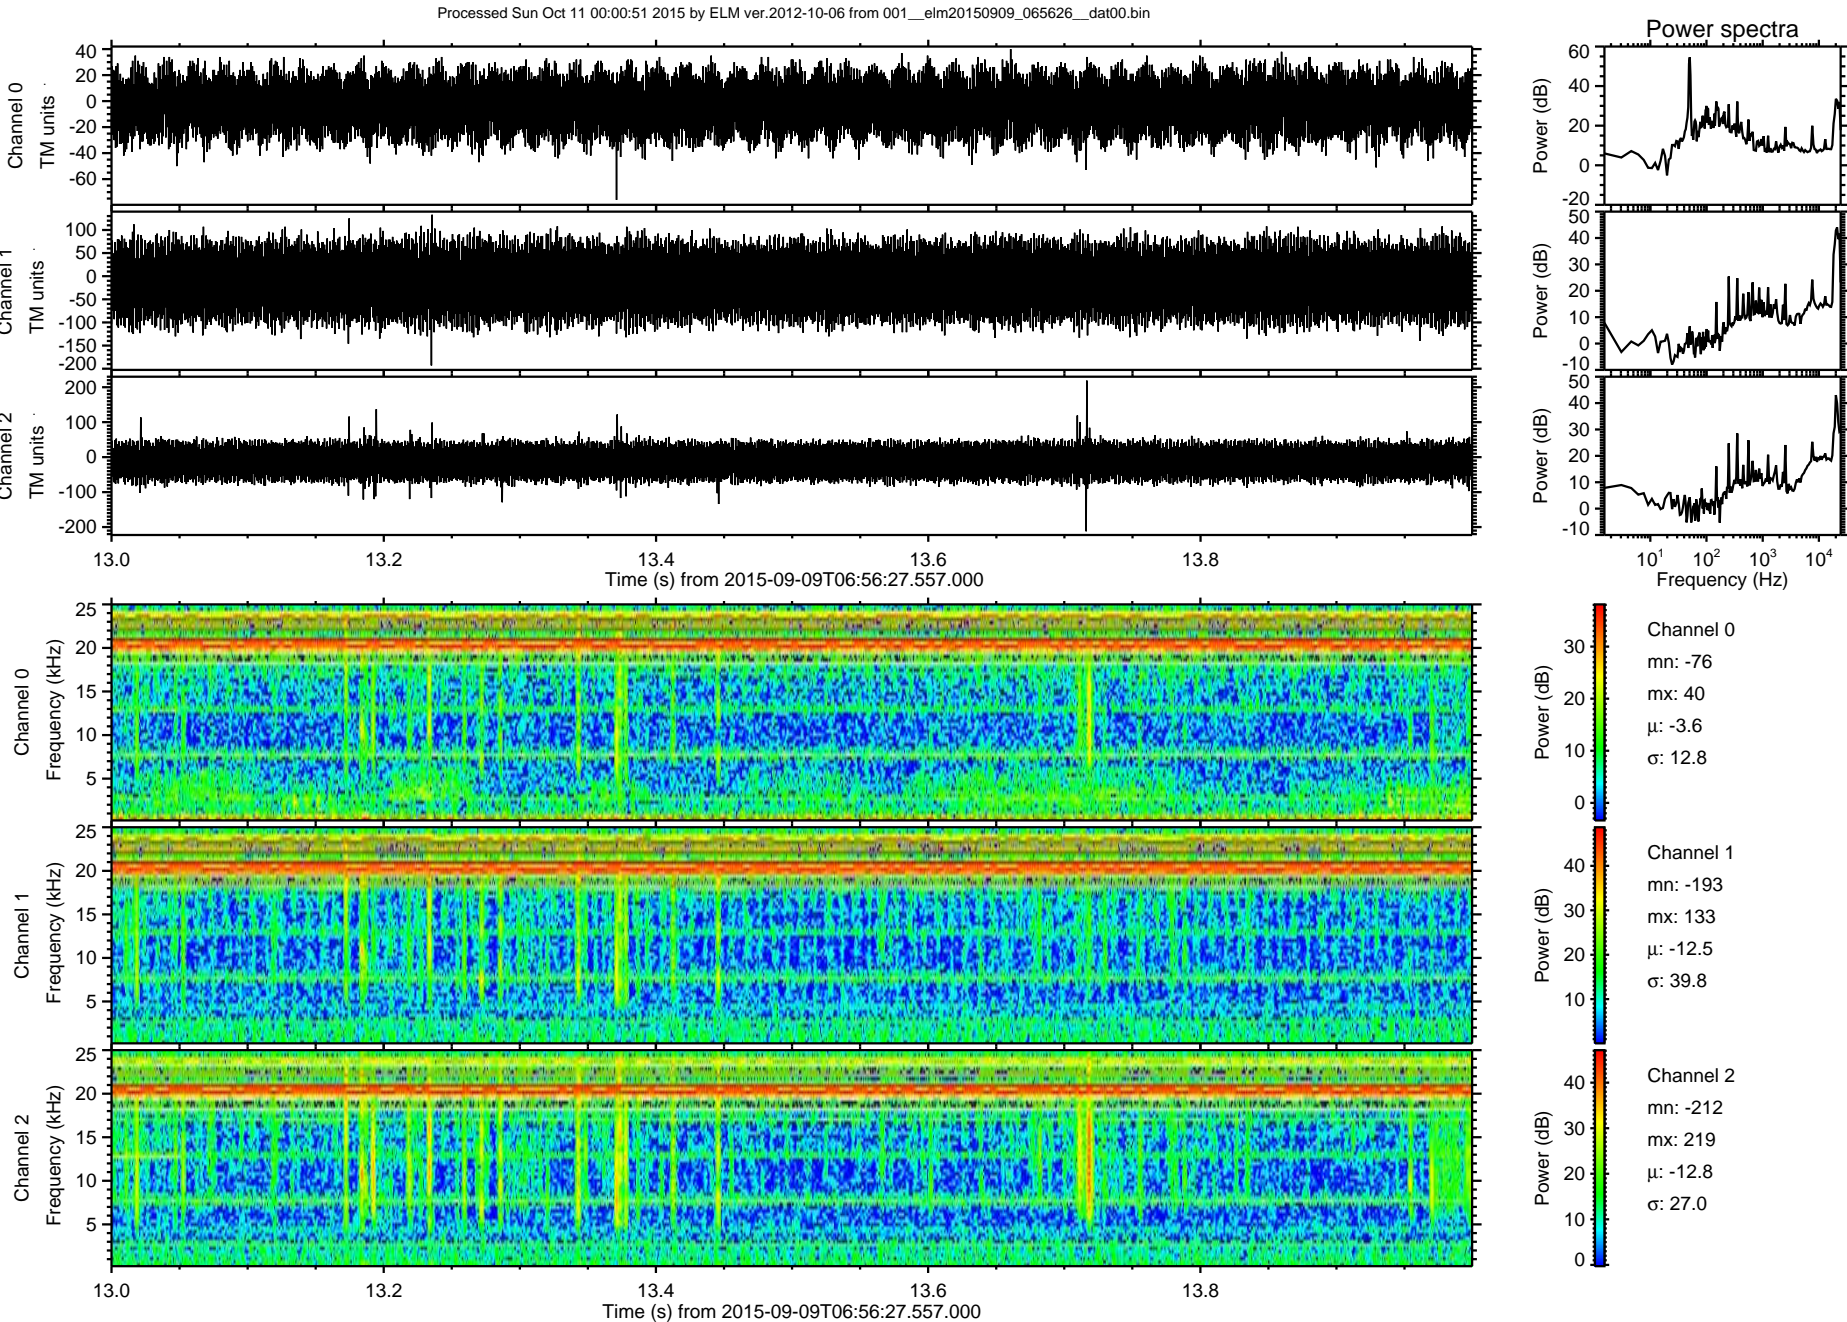 Processed Sun Oct 11 00:00:51 2015 by ELM ver.2012-10-06 from 001__elm20150909_065626__dat00.bin
Power spectra
Channel 0
TM units
40
20
0
-20
-40
-60
Power (dB)
60
40
20
0
-20
Channel 1
TM units
100
50
0
-50
-100
-150
-200
Power (dB)
50
40
30
20
10
0
-10
Channel 2
TM units
200
100
0
-100
-200
Power (dB)
50
40
30
20
10
0
-10
13.0 13.2 13.4 13.6 13.8
Time (s) from 2015-09-09T06:56:27.557.000
10^1 10^2 10^3 10^4
Frequency (Hz)
Channel 0
Frequency (kHz)
25
20
15
10
5
Power (dB)
30
20
10
0
Channel 0
mn: -76
mx: 40
μ: -3.6
σ: 12.8
Channel 1
Frequency (kHz)
25
20
15
10
5
Power (dB)
40
30
20
10
Channel 1
mn: -193
mx: 133
μ: -12.5
σ: 39.8
Channel 2
Frequency (kHz)
25
20
15
10
5
Power (dB)
40
30
20
10
0
Channel 2
mn: -212
mx: 219
μ: -12.8
σ: 27.0
13.0 13.2 13.4 13.6 13.8
Time (s) from 2015-09-09T06:56:27.557.000